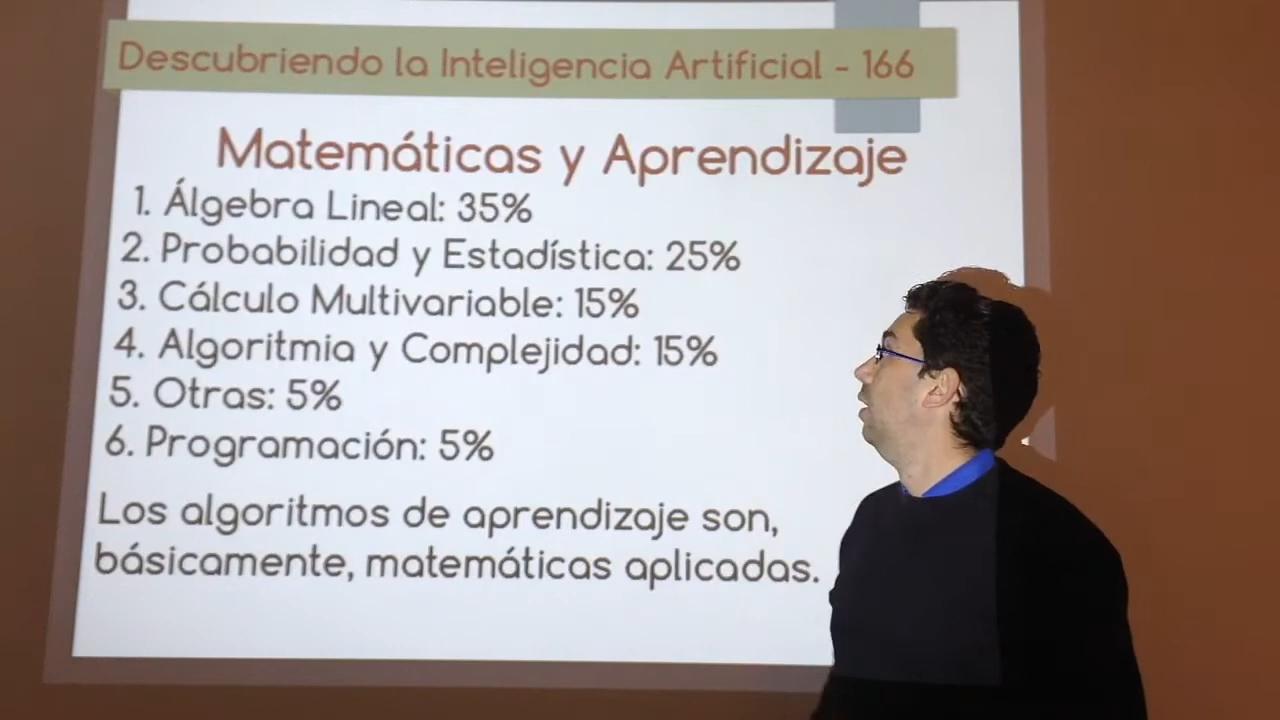 Descubriendo la Inteligencia Artificial - 166
Matemáticas y Aprendizaje
1. Álgebra Lineal: 35%
2. Probabilidad y Estadística: 25%
3. Cálculo Multivariable: 15%
4. Algoritmia y Complejidad: 15%
5. Otras: 5%
6. Programación: 5%
Los algoritmos de aprendizaje son,
básicamente, matemáticas aplicadas.